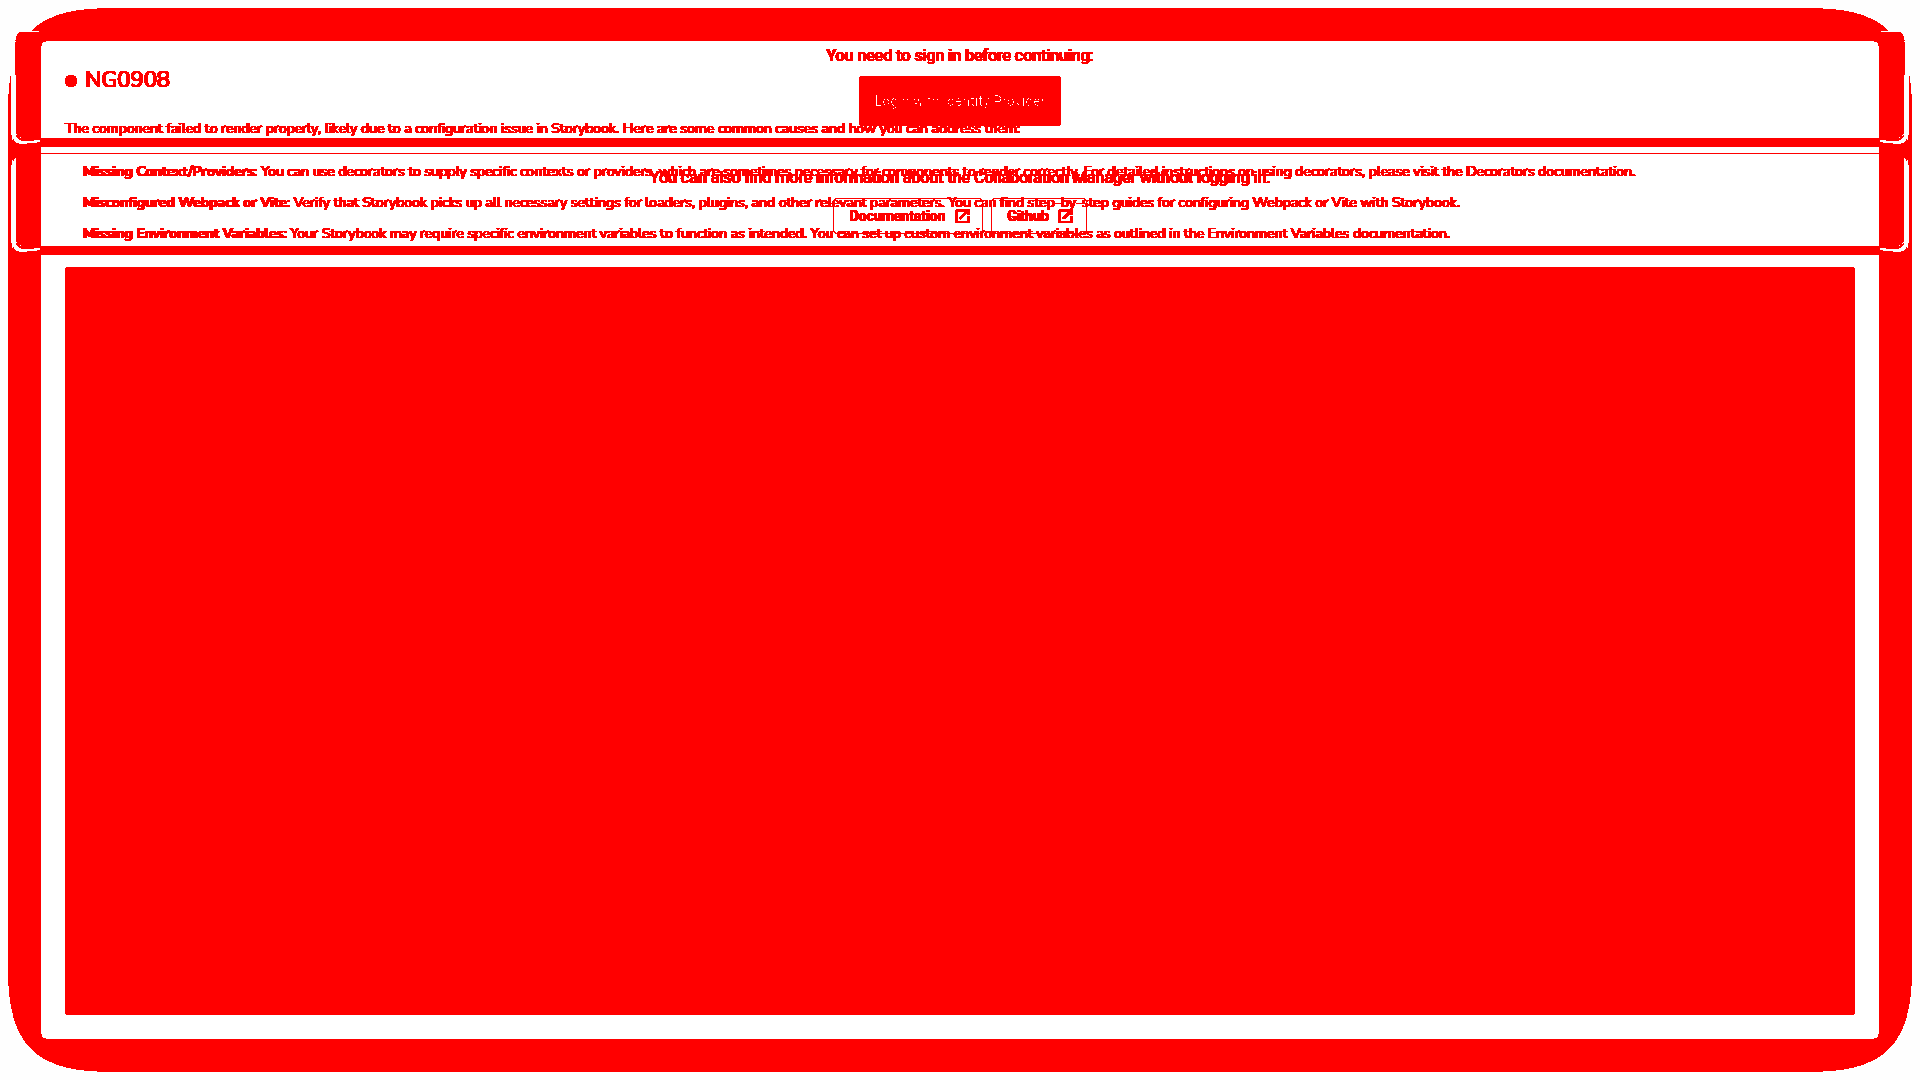 You need to sign in before continuing:
NG0908
Login with Identity Provider
The component failed to render properly, likely due to a configuration issue in Storybook. Here are some common causes and how you can address them:
Missing Context/Providers: You can use decorators to supply specific contexts or providers, which are sometimes necessary for components to render correctly. For detailed instructions on using decorators, please visit the Decorators documentation.
You can also find more information about the Collaboration Manager without logging in.
Misconfigured Webpack or Vite: Verify that Storybook picks up all necessary settings for loaders, plugins, and other relevant parameters. You can find step-by-step guides for configuring Webpack or Vite with Storybook.
Documentation Github
Missing Environment Variables: Your Storybook may require specific environment variables to function as intended. You can set up custom environment variables as outlined in the Environment Variables documentation.